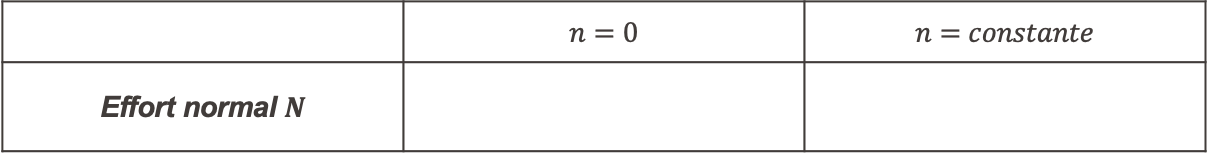 n = 0
n = constante
Effort normal N